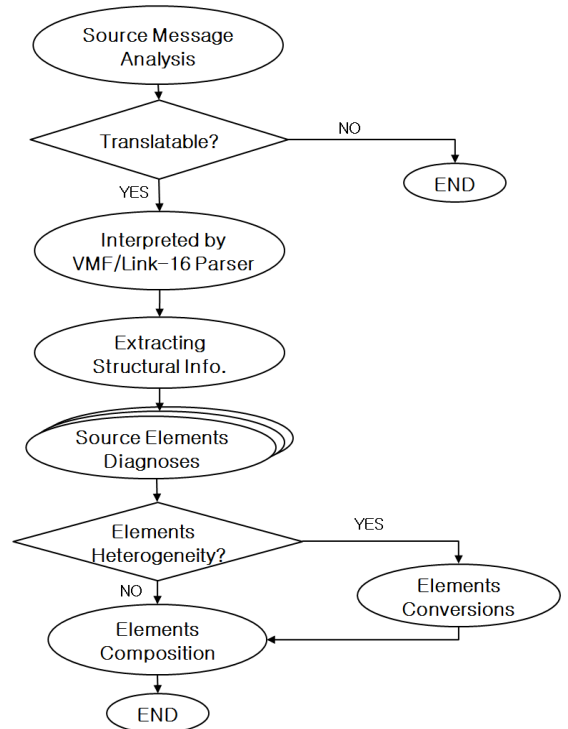 Source Message
Analysis
Translatable?
NO
YES
END
Interpreted by
VMF/Link-16 Parser
Extracting
Structural Info.
Source Elements
Diagnoses
Elements
Heterogeneity?
YES
NO
Elements
Conversions
Elements
Composition
END